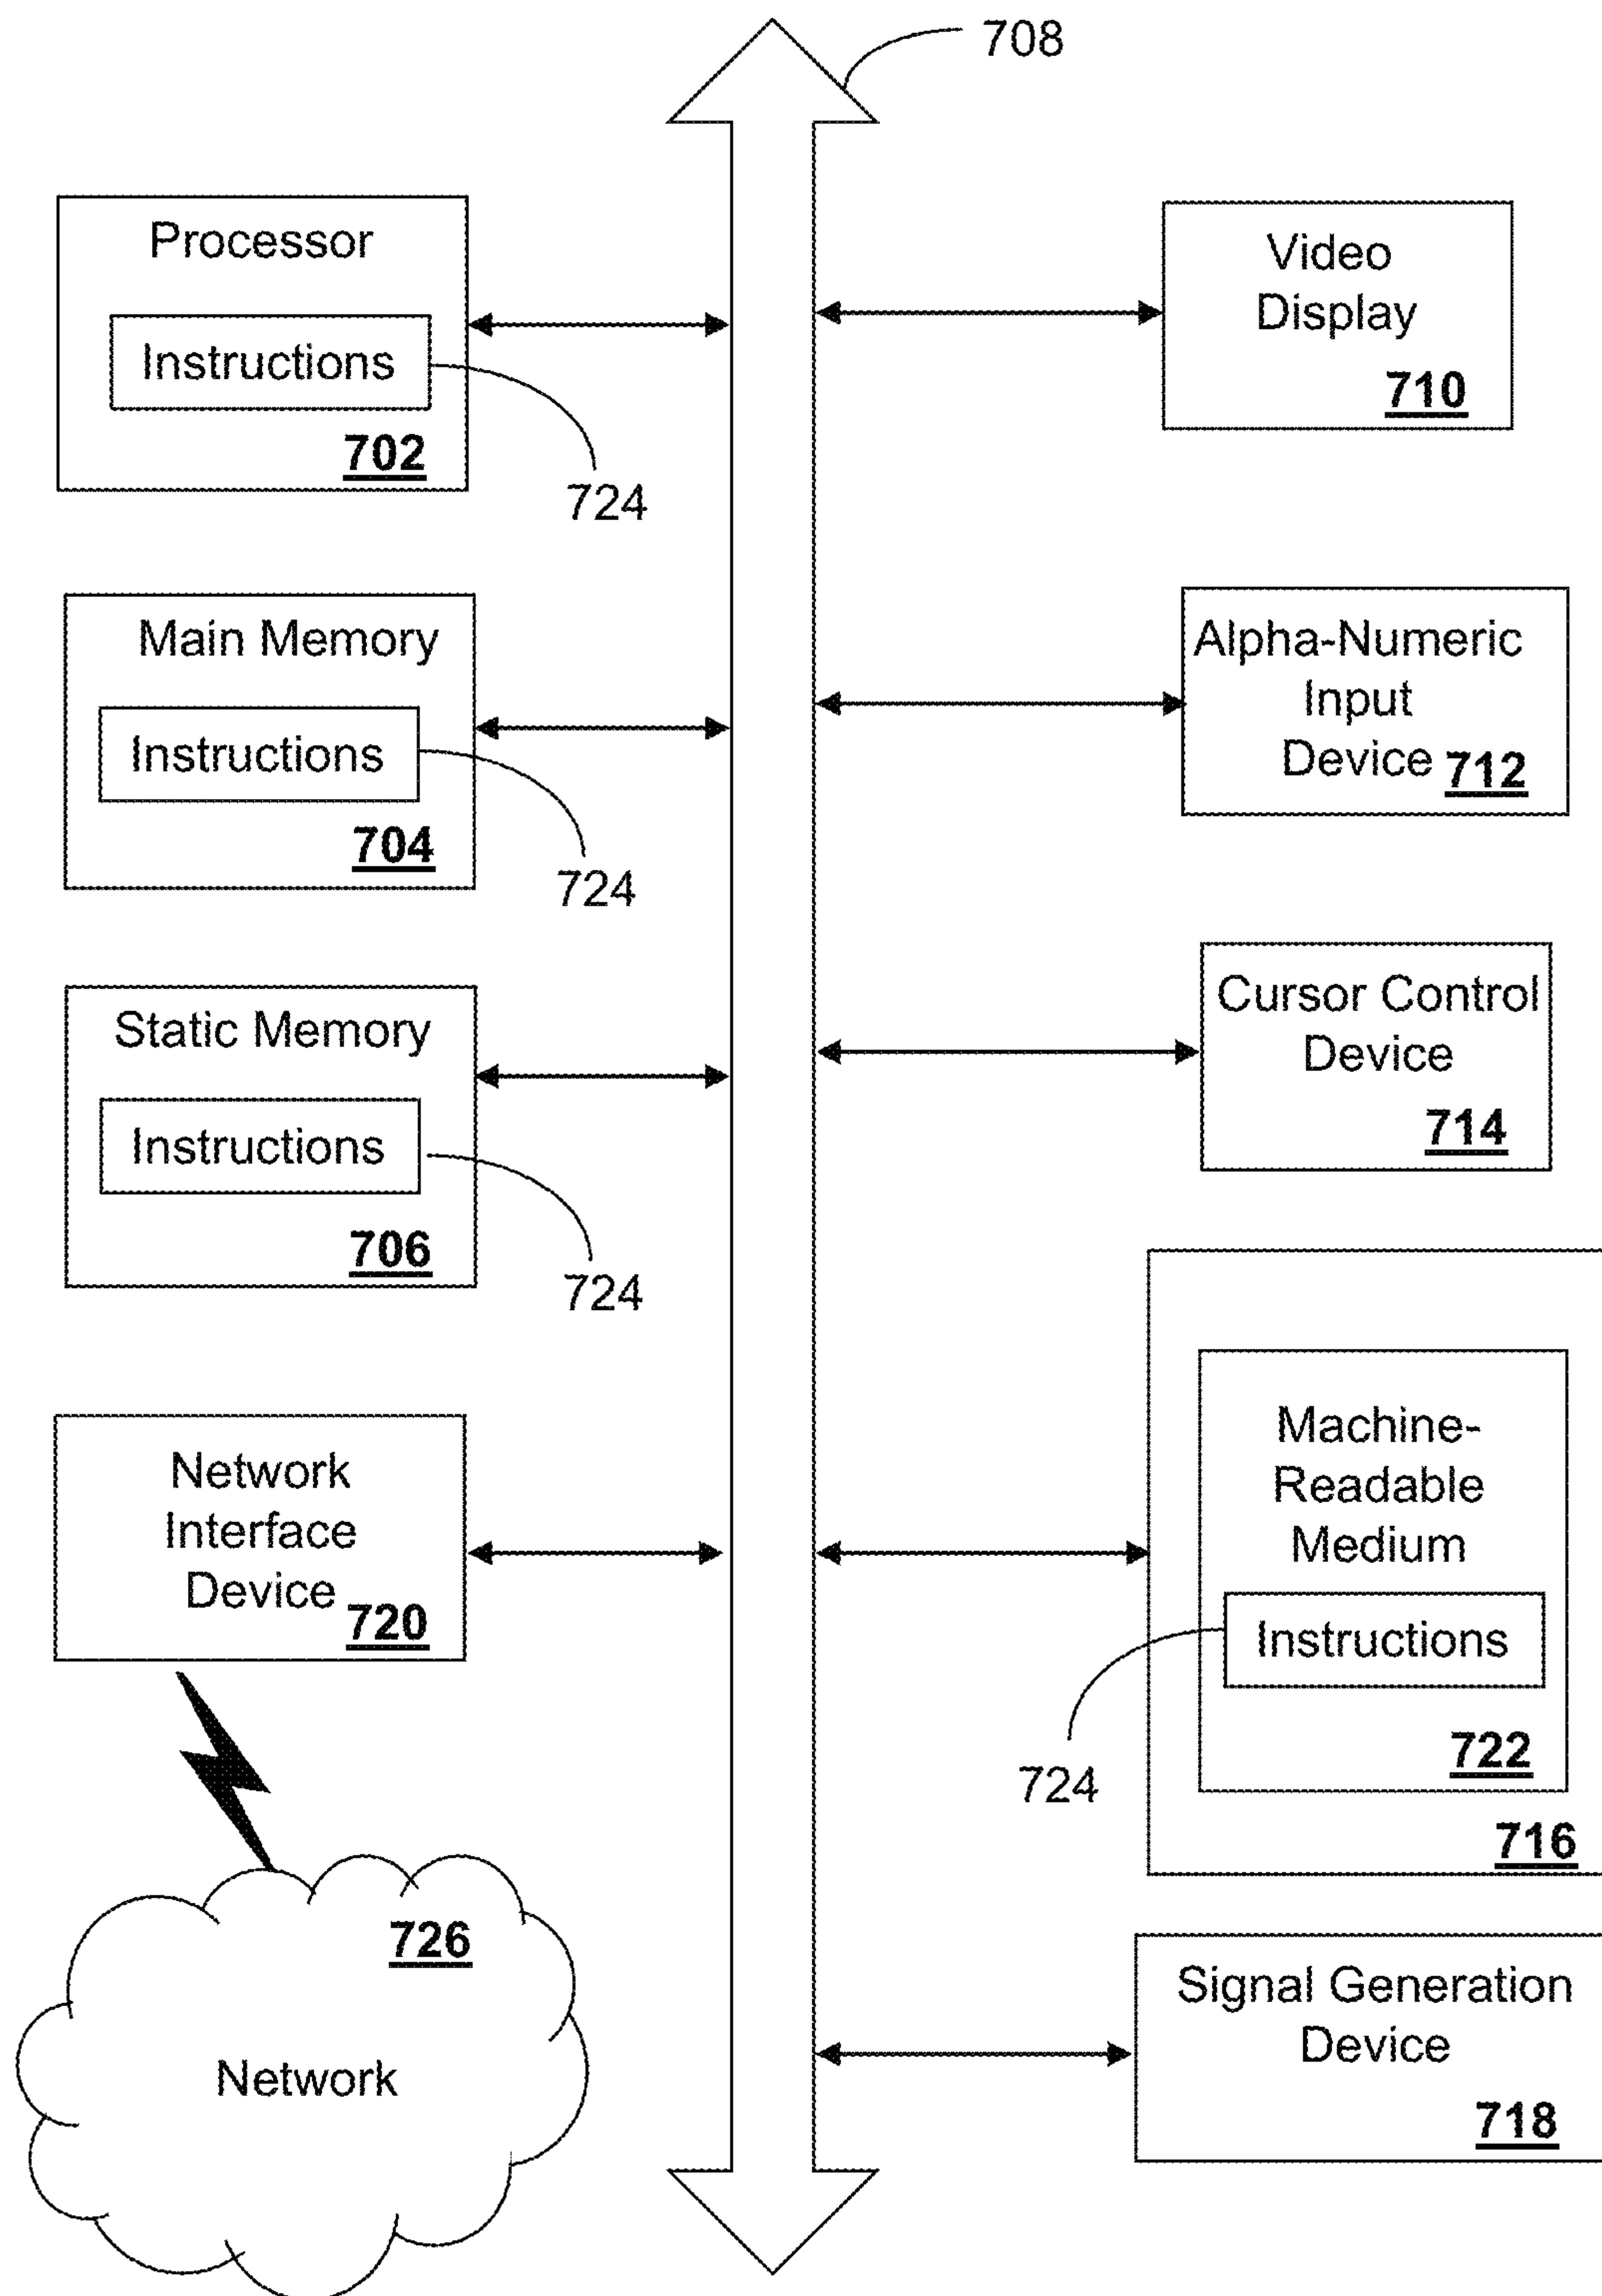 708
Processor
Instructions
702
724
Main Memory
Instructions
704
724
Static Memory
Instructions
706
724
Network
Interface
Device
720
726
Network
Video
Display
710
Alpha-Numeric
Input
Device 712
Cursor Control
Device
714
Machine-
Readable
Medium
Instructions
724
722
716
Signal Generation
Device
718